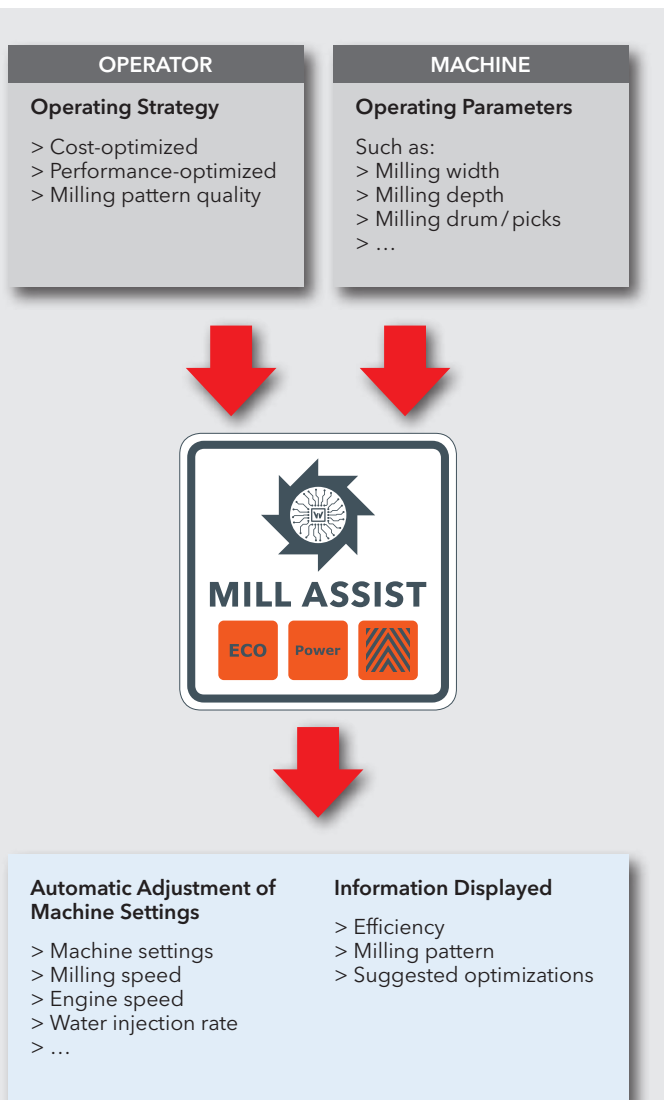 OPERATOR
Operating Strategy
> Cost-optimized
> Performance-optimized
> Milling pattern quality
MACHINE
Operating Parameters
Such as:
> Milling width
> Milling depth
> Milling drum / picks
> …
W
MILL ASSIST
ECO
Power
Automatic Adjustment of
Machine Settings
> Machine settings
> Milling speed
> Engine speed
> Water injection rate
> …
Information Displayed
> Efficiency
> Milling pattern
> Suggested optimizations